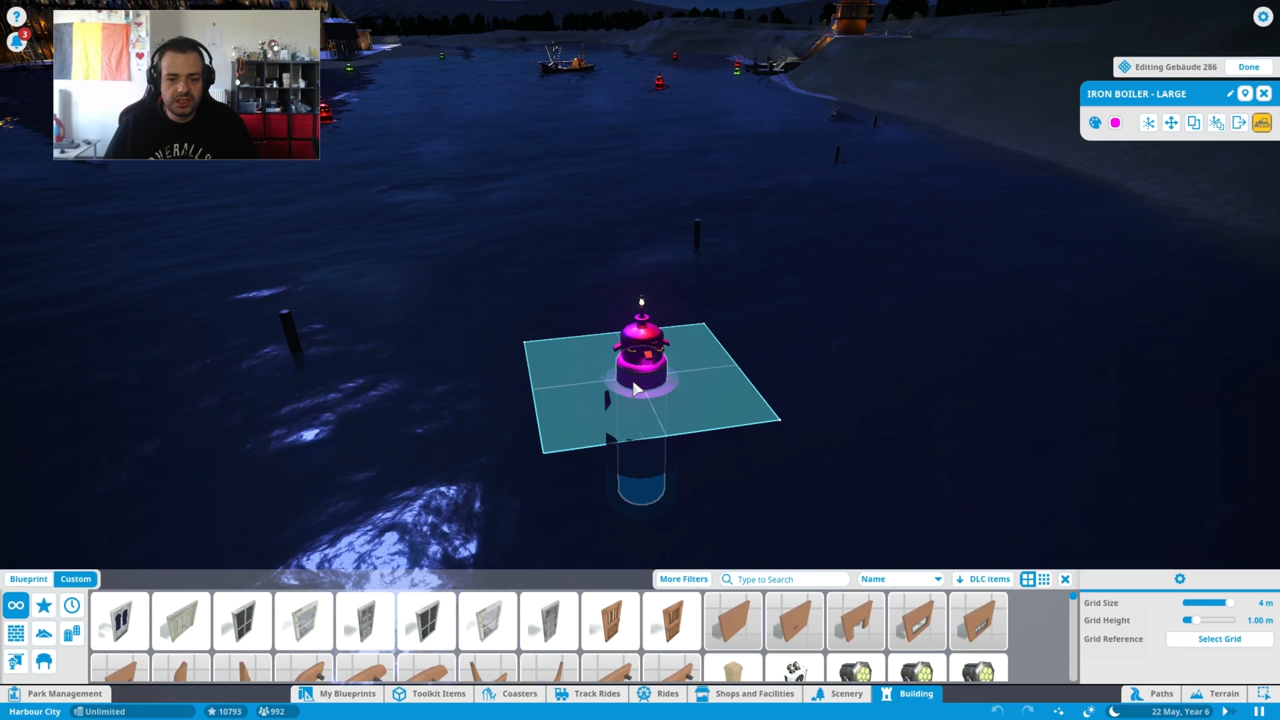 ?
3
OVERALLS
Editing Gebäude 286
Done
IRON BOILER - LARGE
Blueprint
Custom
More Filters
Type to Search
Name
DLC items
Grid Size
4 m
Grid Height
1.00 m
Grid Reference
Select Grid
Park Management
My Blueprints
Toolkit Items
Coasters
Track Rides
Rides
Shops and Facilities
Scenery
Building
Paths
Terrain
Harbour City
Unlimited
10793
992
22 May, Year 6